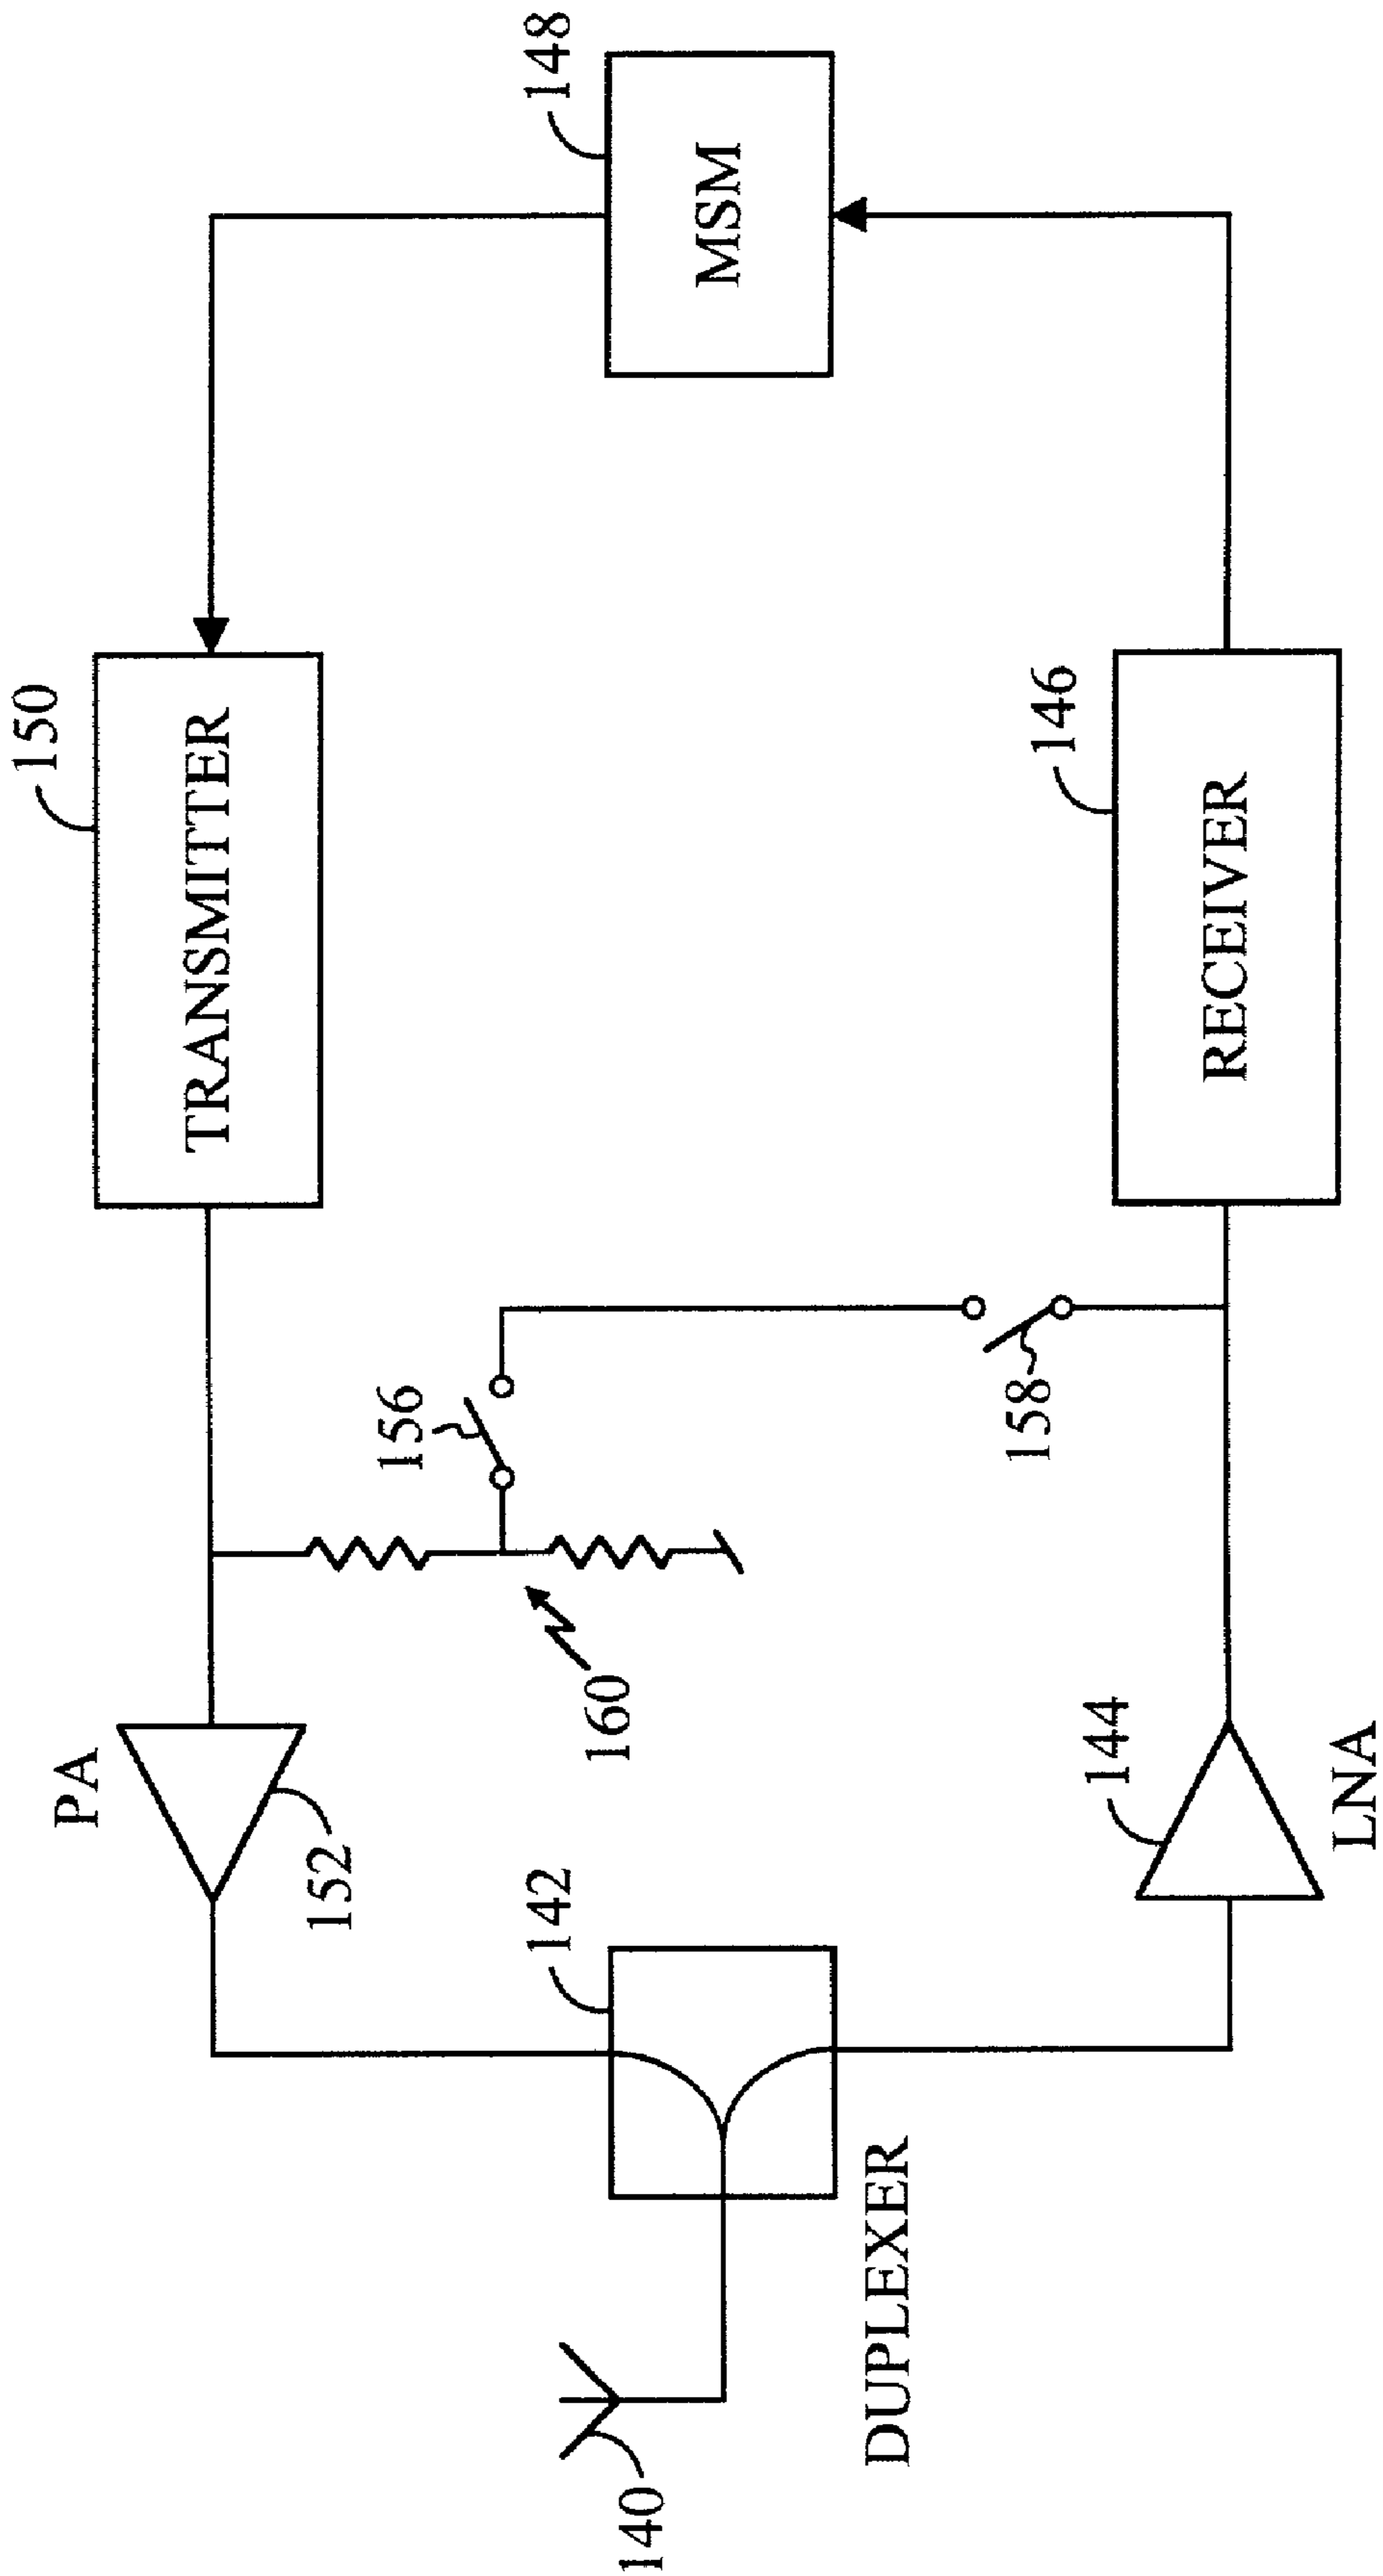 PA
150
TRANSMITTER
152
156
160
148
MSM
142
140
DUPLEXER
158
144
LNA
146
RECEIVER